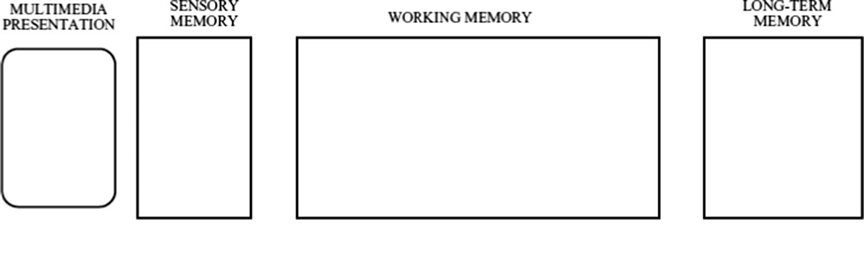 MULTIMEDIA
PRESENTATION
SENSORY
MEMORY
WORKING MEMORY
LONG-TERM
MEMORY